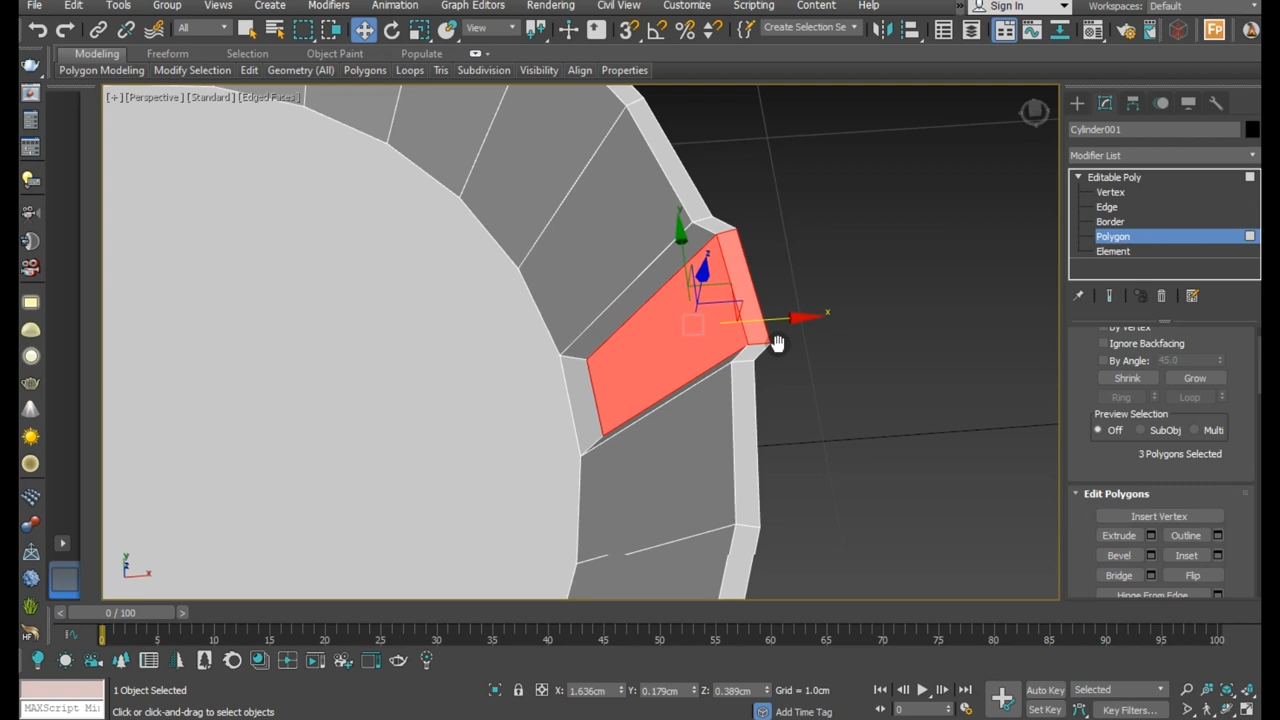 File Edit Tools Group Views Create Modifiers Animation Graph Editors Rendering Civil View Customize Scripting Content Help » Sign In Workspaces: Default
All View Create Selection Se
Modeling Freeform Selection Object Paint Populate
Polygon Modeling Modify Selection Edit Geometry (All) Polygons Loops Tris Subdivision Visibility Align Properties
[+] [Perspective] [Standard] [Edged Faces]
Cylinder001
Modifier List
Editable Poly
Vertex
Edge
Border
Polygon
Element
By Vertex
Ignore Backfacing
By Angle: 45.0
Shrink Grow
Ring Loop
Preview Selection
Off SubObj Multi
3 Polygons Selected
Edit Polygons
Insert Vertex
Extrude Outline
Bevel Inset
Bridge Flip
Hinge From Edge
y
z
x
y
z
x
< 0 / 100 >
0 5 10 15 20 25 30 35 40 45 50 55 60 65 70 75 80 85 90 95 100
HF
1 Object Selected X: 1.636cm Y: 0.179cm Z: 0.389cm Grid = 1.0cm Auto Key Selected
MAXScript Mi Click or click-and-drag to select objects Add Time Tag 0 Set Key Key Filters...